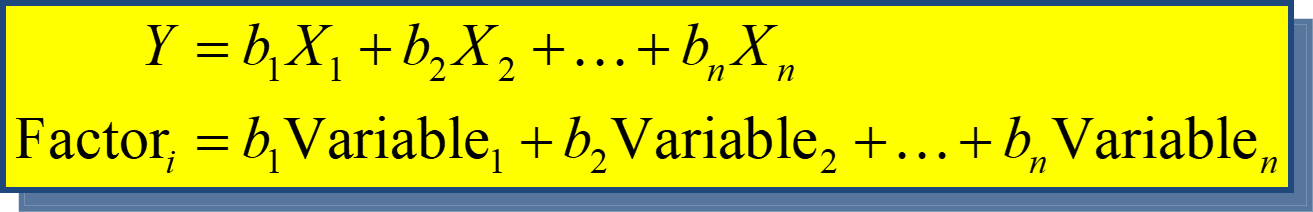 Y = b₁X₁ + b₂X₂ + … + bₙXₙ
Factorᵢ = b₁Variable₁ + b₂Variable₂ + … + bₙVariableₙ